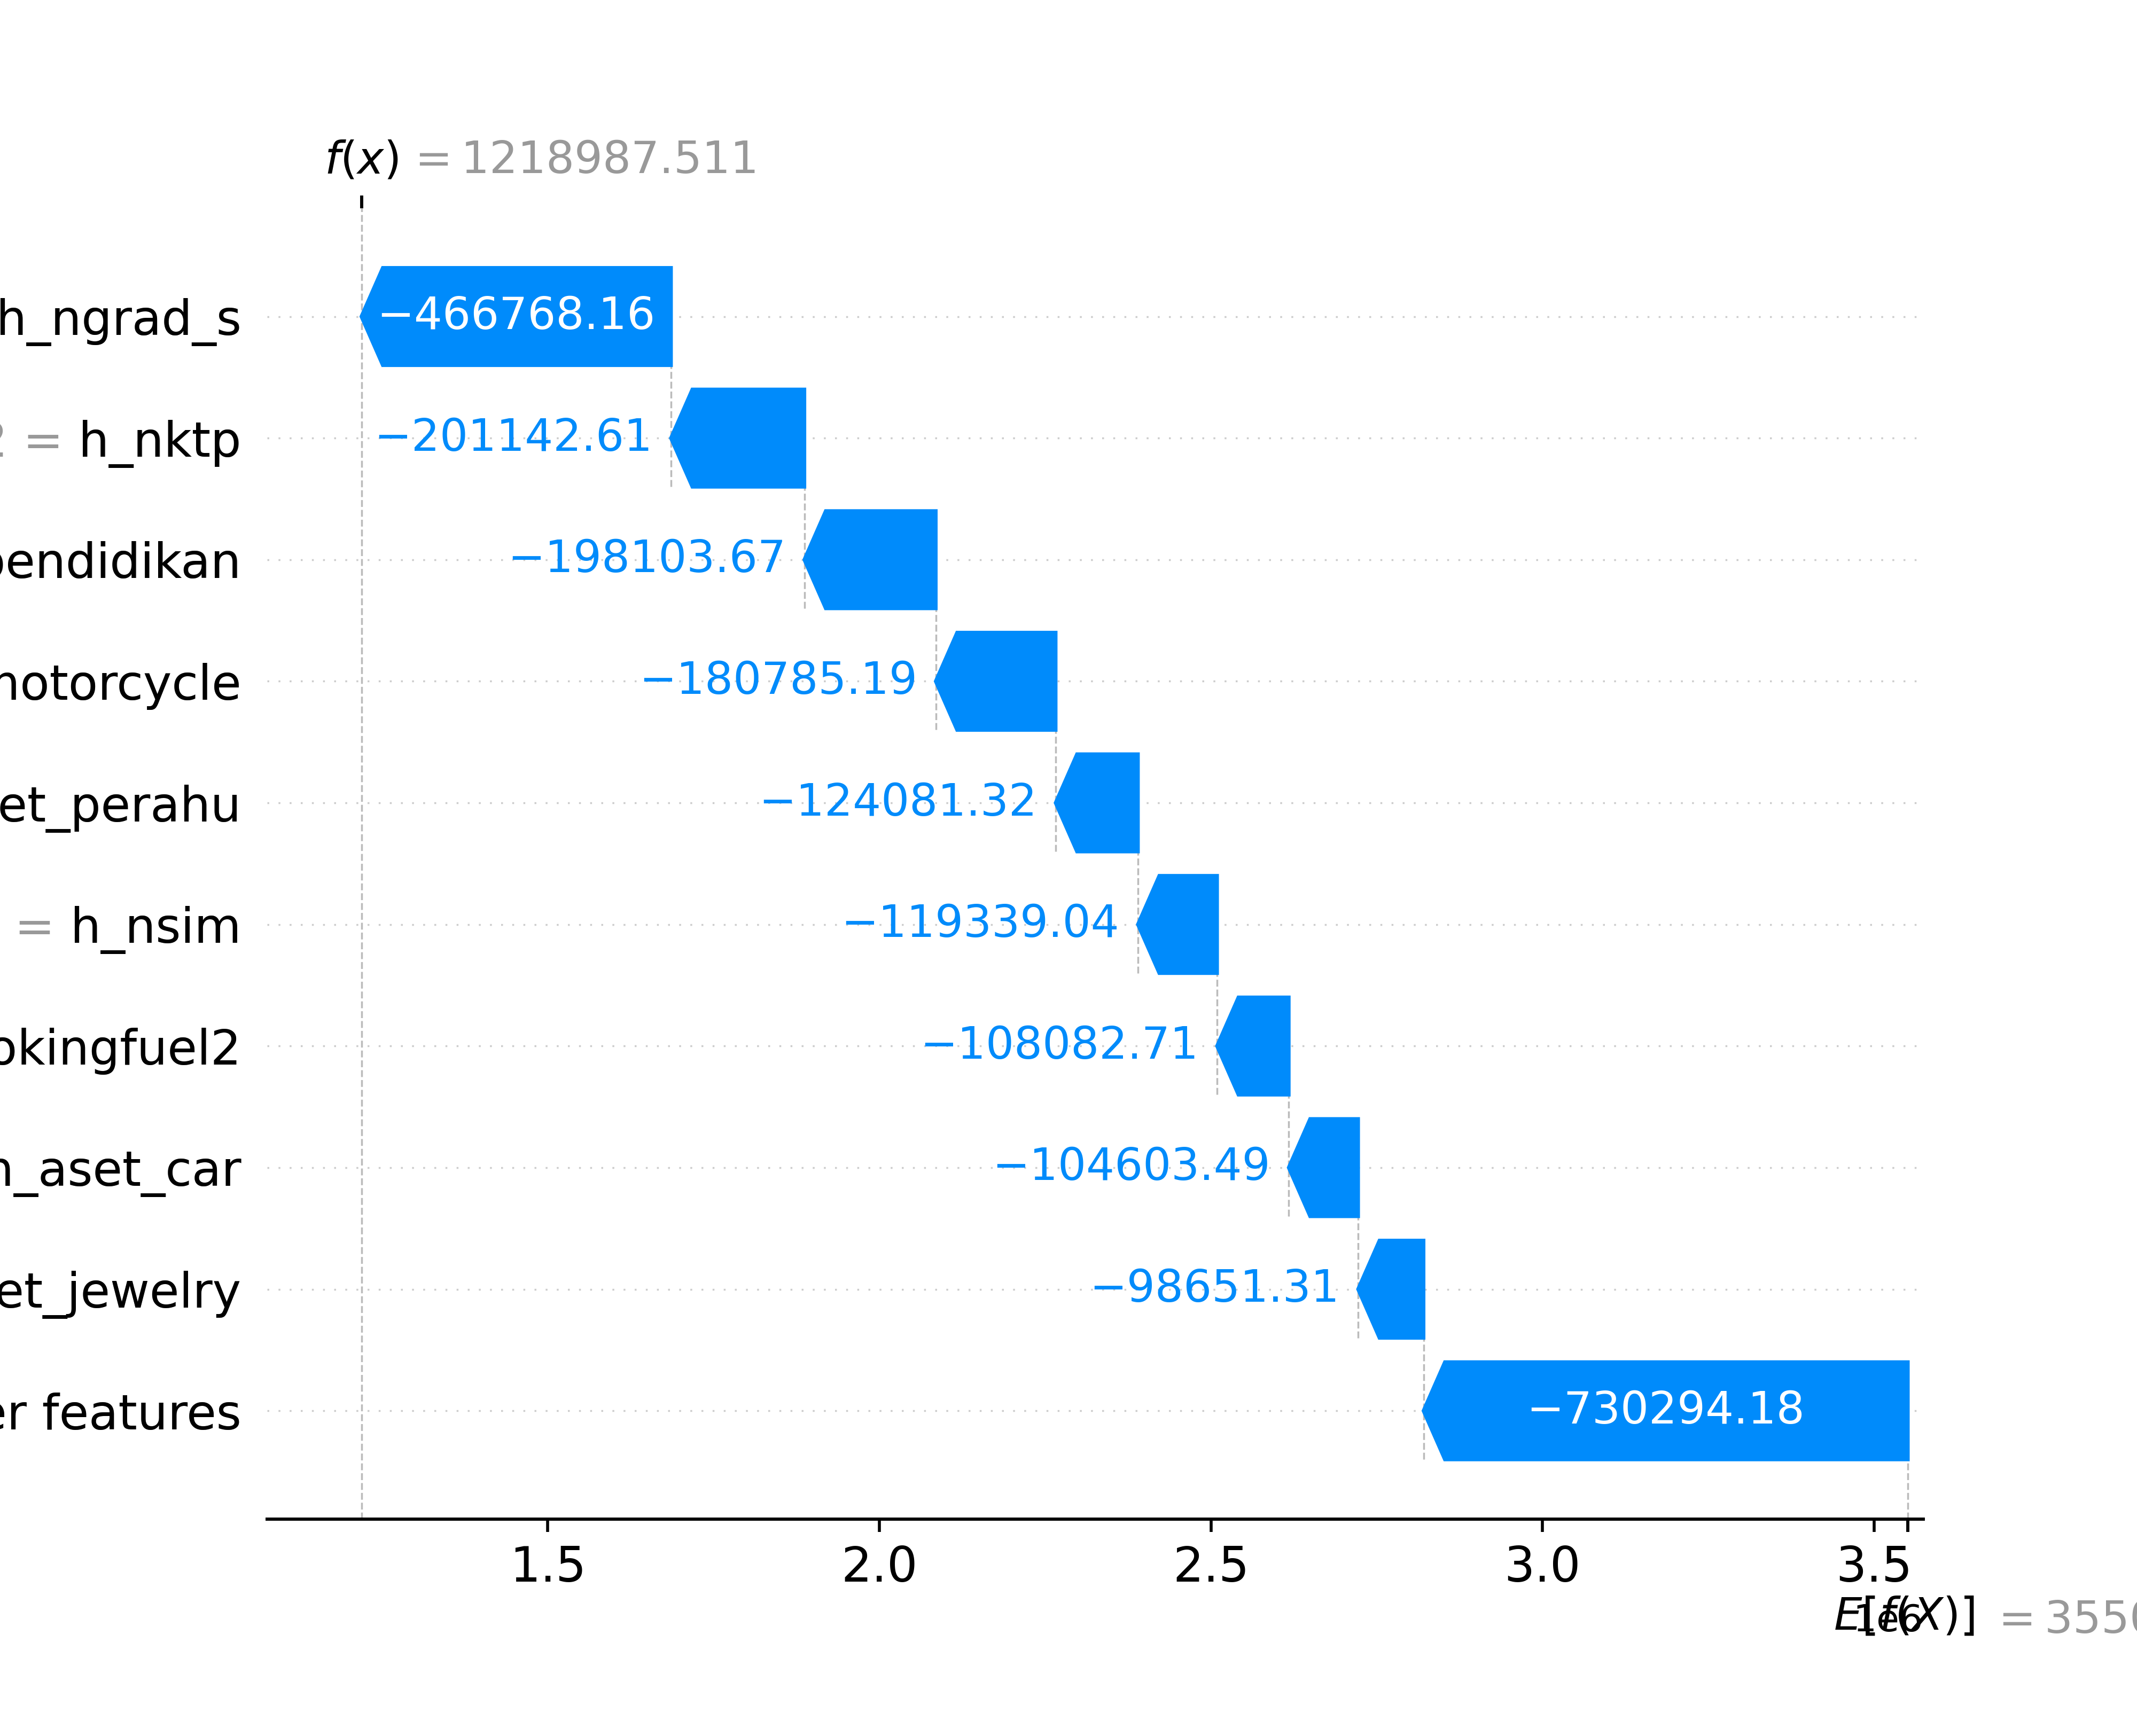 f(x) = 1218987.511
h_ngrad_s −466768.16
= h_nktp −201142.61
pendidikan −198103.67
motorcycle −180785.19
et_perahu −124081.32
= h_nsim −119339.04
okingfuel2 −108082.71
h_aset_car −104603.49
et_jewelry −98651.31
er features −730294.18
1.5 2.0 2.5 3.0 3.5
1e6
E[f(X)] = 3550